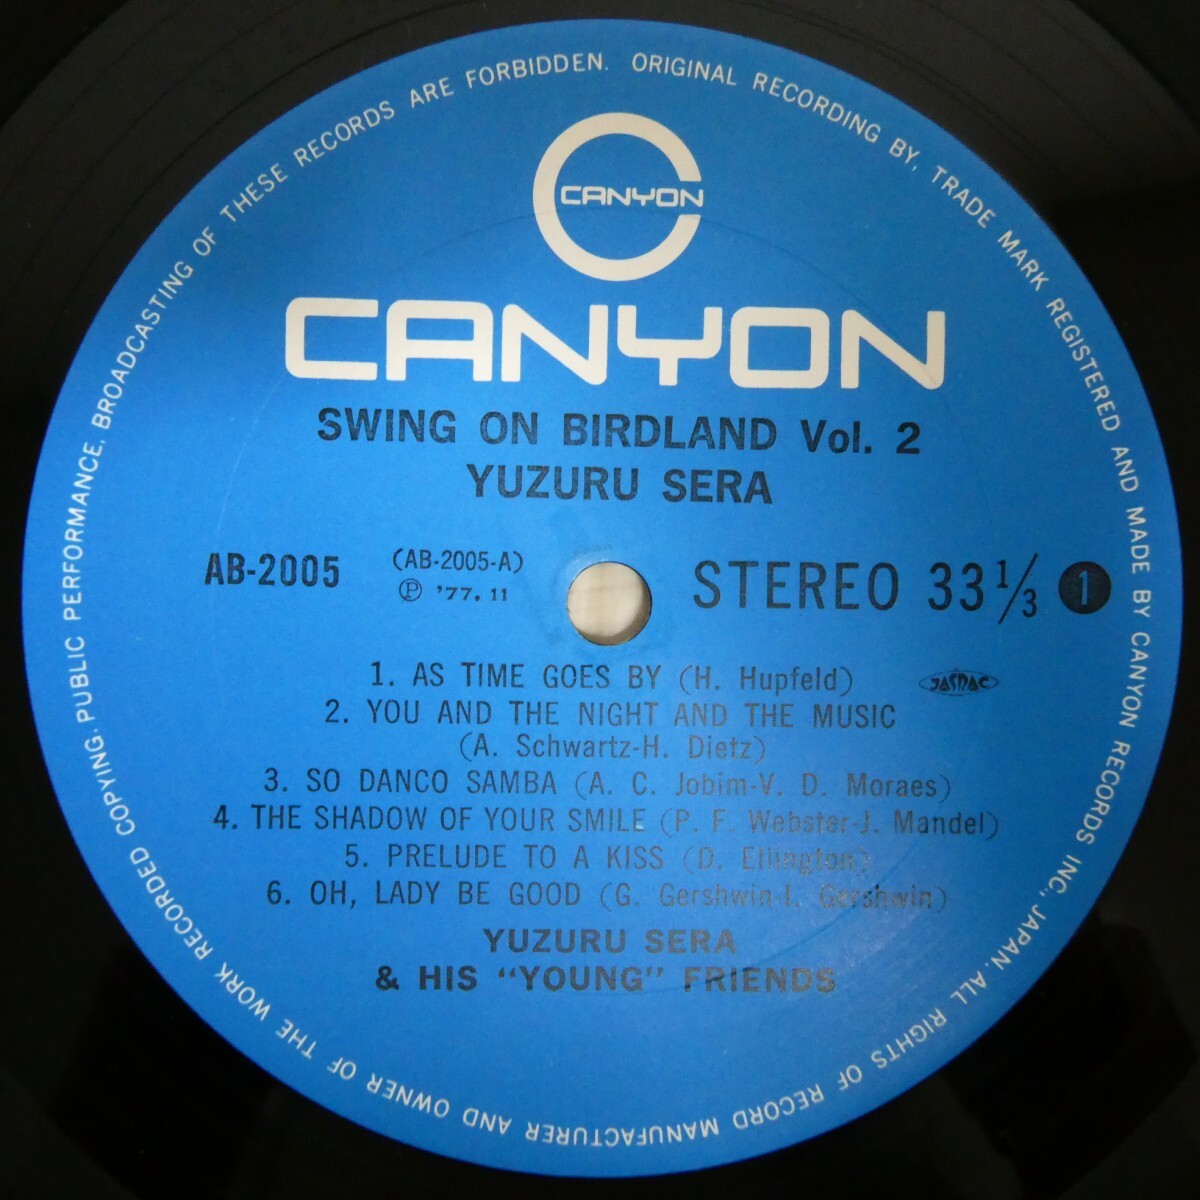 CANYON
CANYON
SWING ON BIRDLAND Vol. 2
YUZURU SERA
AB-2005
(AB-2005-A)
Ⓟ '77. 11
STEREO 33 1/3
1
1. AS TIME GOES BY (H. Hupfeld)
JASRAC
2. YOU AND THE NIGHT AND THE MUSIC
(A. Schwartz-H. Dietz)
3. SO DANCO SAMBA (A. C. Jobim-V. D. Moraes)
4. THE SHADOW OF YOUR SMILE (P. F. Webster-J. Mandel)
5. PRELUDE TO A KISS (D. Ellington)
6. OH, LADY BE GOOD (G. Gershwin-I. Gershwin)
YUZURU SERA
& HIS "YOUNG" FRIENDS
ORIGINAL RECORDING BY, TRADE MARK REGISTERED AND MADE BY CANYON RECORDS INC., JAPAN. ALL RIGHTS OF RECORD MANUFACTURER AND OWNER OF THE WORK RECORDED COPYING. PUBLIC PERFORMANCE, BROADCASTING OF THESE RECORDS ARE FORBIDDEN.